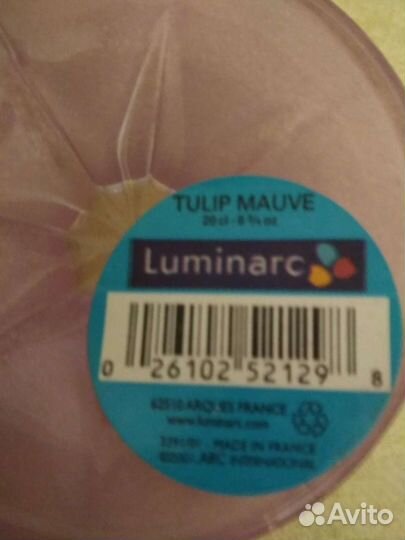 TULIP MAUVE
20 cl - 6 ¾ oz
Luminarc
0 26102 52129 8
62510 ARQUES FRANCE
www.luminarc.com
MADE IN FRANCE
ARC INTERNATIONAL
Avito